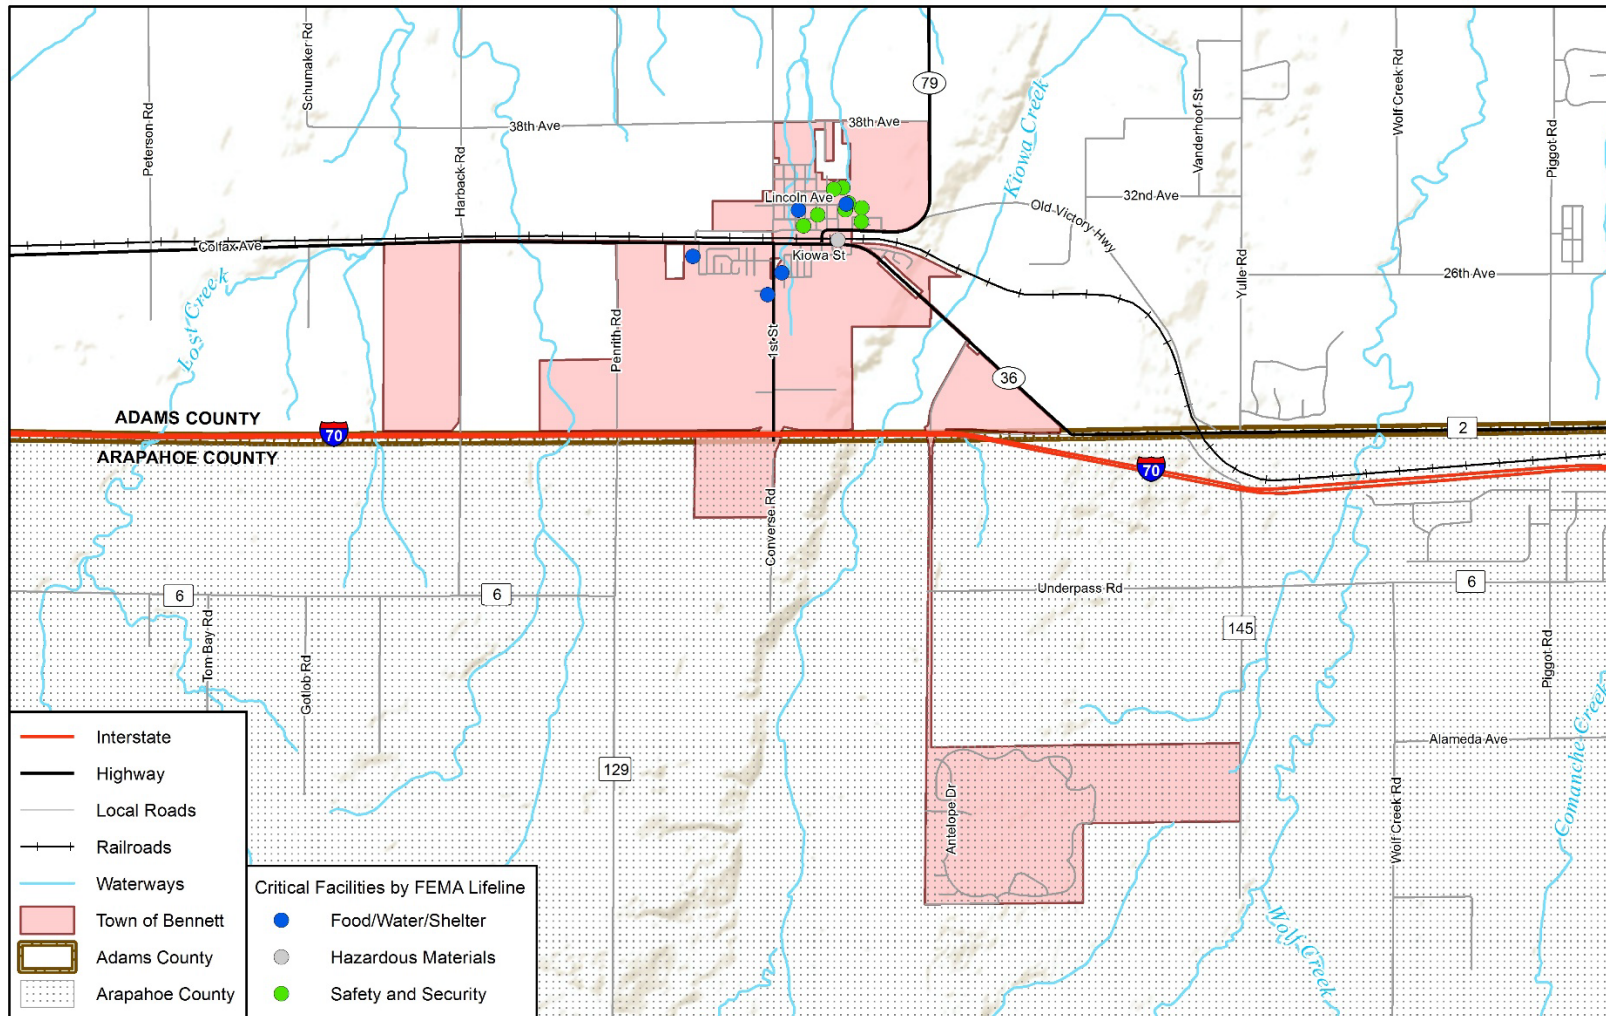 79
Schumaker Rd
Peterson Rd
Harback Rd
38th Ave
38th Ave
Kiowa Creek
Vanderhoof St
Wolf Creek Rd
Piggot Rd
Lincoln Ave
32nd Ave
Old Victory Hwy
Colfax Ave
Kiowa St
Yulle Rd
26th Ave
Lost Creek
Penrith Rd
1st St
36
ADAMS COUNTY
70
2
ARAPAHOE COUNTY
70
Converse Rd
6
6
Underpass Rd
6
Tom Bay Rd
Gotlob Rd
145
Piggot Rd
129
Alameda Ave
Antelope Dr
Wolf Creek Rd
Comanche Creek
Wolf Creek
Interstate
Highway
Local Roads
Railroads
Waterways
Town of Bennett
Adams County
Arapahoe County
Critical Facilities by FEMA Lifeline
Food/Water/Shelter
Hazardous Materials
Safety and Security